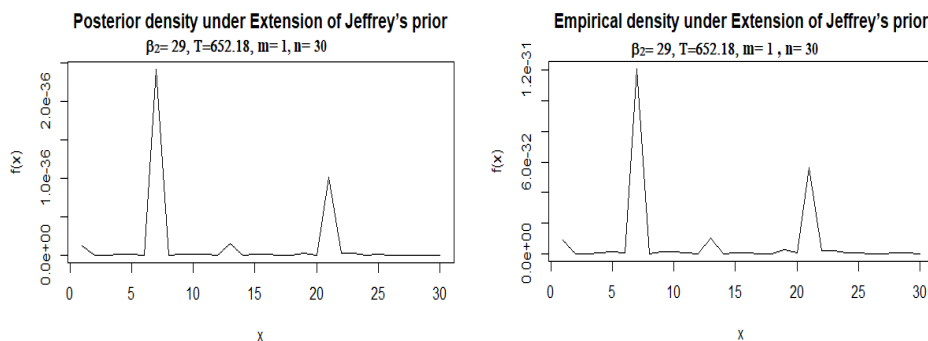 Posterior density under Extension of Jeffrey's prior
β2= 29, T=652.18, m= 1, n= 30
f(x)
2.0e-36
1.0e-36
0.0e+00
0 5 10 15 20 25 30
x
Empirical density under Extension of Jeffrey's prior
β2= 29, T=652.18, m= 1 , n= 30
f(x)
1.2e-31
6.0e-32
0.0e+00
0 5 10 15 20 25 30
x